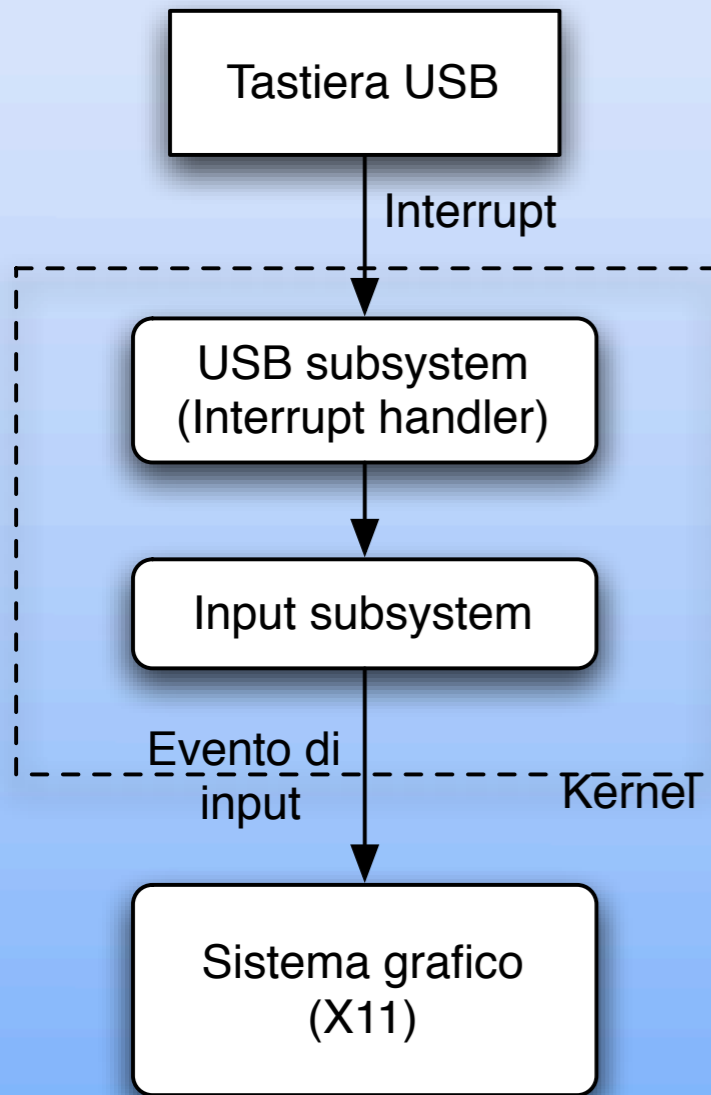 Tastiera USB
Interrupt
USB subsystem
(Interrupt handler)
Input subsystem
Evento di
input
Kernel
Sistema grafico
(X11)